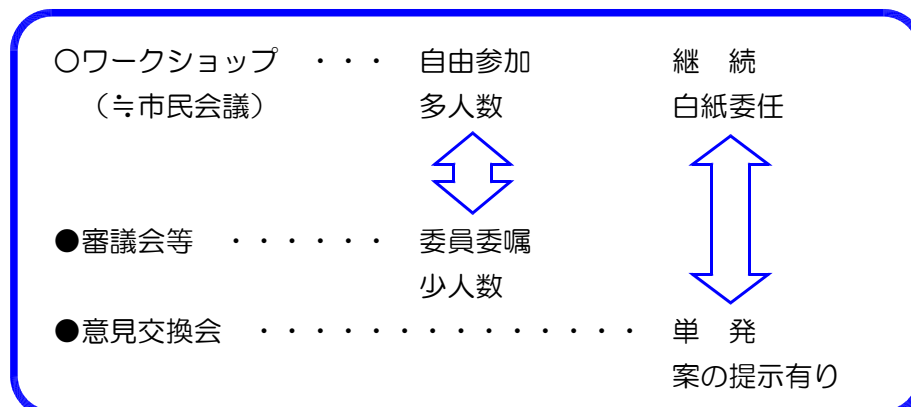 〇ワークショップ ・・・ 自由参加 継 続
（≒市民会議） 多人数 白紙委任
●審議会等 ・・・・・・ 委員委嘱
少人数
●意見交換会 ・・・・・・・・・・・・・・ 単 発
案の提示有り